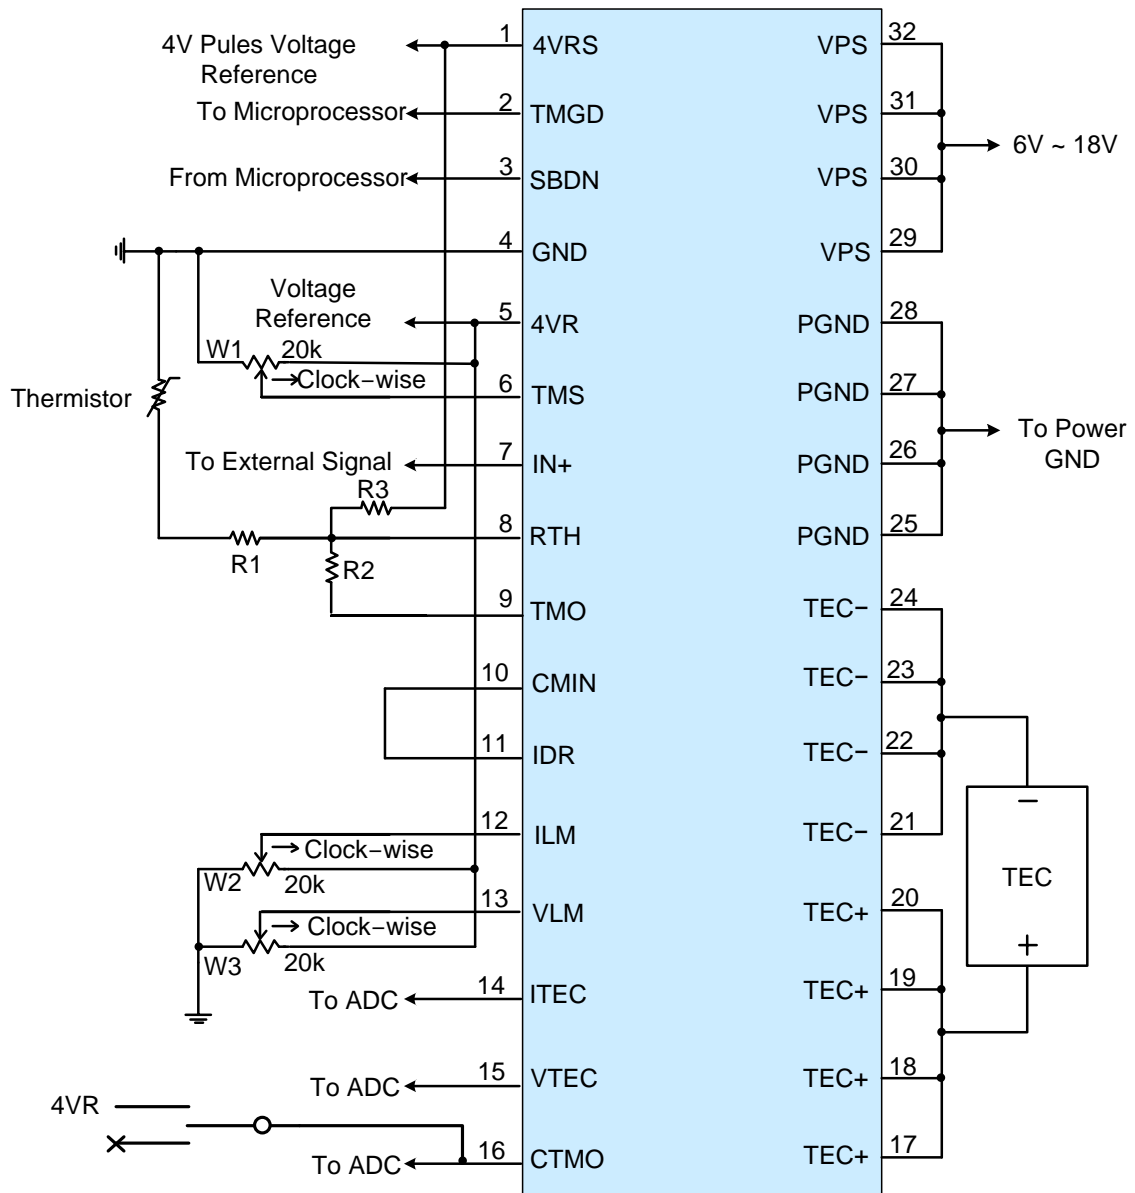 1 4VRS VPS 32
4V Pules Voltage
Reference
To Microprocessor 2 TMGD VPS 31
6V ~ 18V
From Microprocessor 3 SBDN VPS 30
4 GND VPS 29
Voltage
Reference 5 4VR PGND 28
W1 20k
Clock−wise 6 TMS PGND 27
Thermistor
To Power
GND
To External Signal 7 IN+ PGND 26
R3
8 RTH PGND 25
R1 R2
9 TMO TEC− 24
10 CMIN TEC− 23
11 IDR TEC− 22
12 ILM TEC− 21
Clock−wise
W2 20k
−
TEC
+
13 VLM TEC+ 20
Clock−wise
W3 20k
To ADC 14 ITEC TEC+ 19
To ADC 15 VTEC TEC+ 18
4VR
To ADC 16 CTMO TEC+ 17